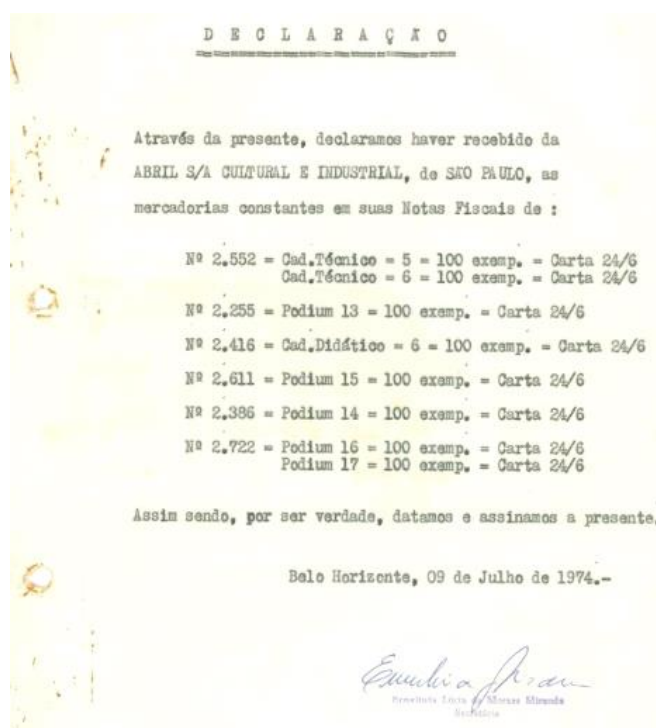 D E C L A R A Ç Ã O
Através da presente, declaramos haver recebido da
ABRIL S/A CULTURAL E INDUSTRIAL, de SÃO PAULO, as
mercadorias constantes em suas Notas Fiscais de :
Nº 2.552 = Cad.Técnico = 5 = 100 exemp. = Carta 24/6
Cad.Técnico = 6 = 100 exemp. = Carta 24/6
Nº 2.255 = Podium 13 = 100 exemp. = Carta 24/6
Nº 2.416 = Cad.Didático = 6 = 100 exemp. = Carta 24/6
Nº 2.611 = Podium 15 = 100 exemp. = Carta 24/6
Nº 2.386 = Podium 14 = 100 exemp. = Carta 24/6
Nº 2.722 = Podium 16 = 100 exemp. = Carta 24/6
Podium 17 = 100 exemp. = Carta 24/6
Assim sendo, por ser verdade, datamos e assinamos a presente.
Belo Horizonte, 09 de Julho de 1974.-
de Moraes Miranda
Secretária